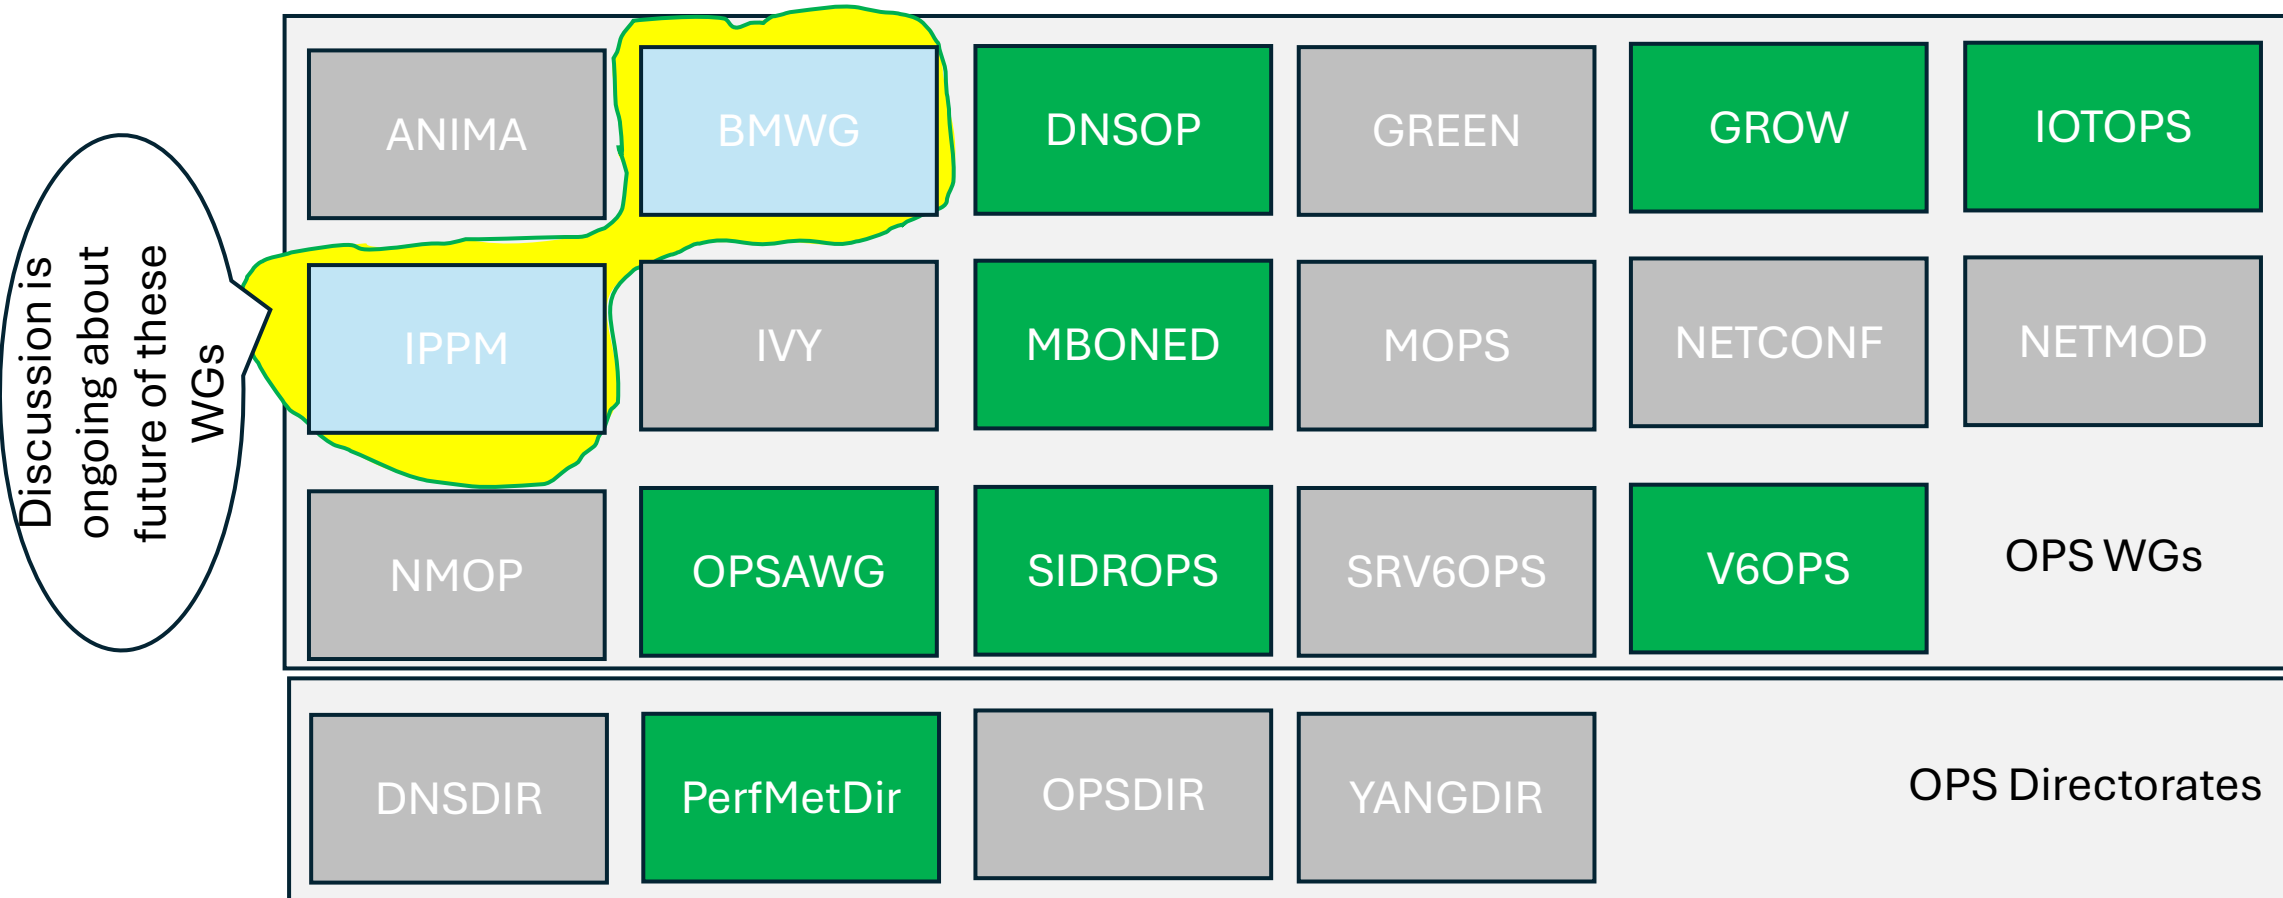 Discussion is
ongoing about
future of these
WGs
ANIMA
BMWG
DNSOP
GREEN
GROW
IOTOPS
IPPM
IVY
MBONED
MOPS
NETCONF
NETMOD
NMOP
OPSAWG
SIDROPS
SRV6OPS
V6OPS
OPS WGs
DNSDIR
PerfMetDir
OPSDIR
YANGDIR
OPS Directorates